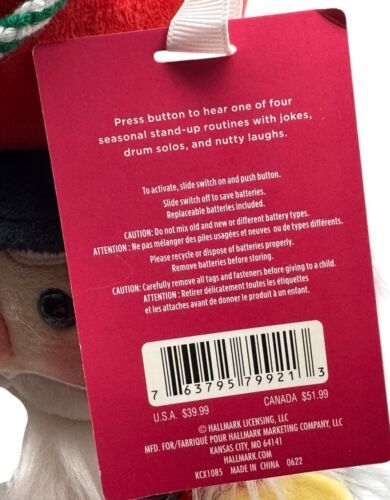 Press button to hear one of four
seasonal stand-up routines with jokes,
drum solos, and nutty laughs.
To activate, slide switch on and push button.
Slide switch off to save batteries.
Replaceable batteries included.
CAUTION: Do not mix old and new or different battery types.
ATTENTION : Ne pas mélanger des piles usagées et neuves ou de types différents.
Please recycle or dispose of batteries properly.
Remove batteries before storing.
CAUTION: Carefully remove all tags and fasteners before giving to a child.
ATTENTION : Retirer délicatement toutes les étiquettes
et les attaches avant de donner le produit à un enfant.
7 63795 79921 3
U.S.A. $39.99 CANADA $51.99
© HALLMARK LICENSING, LLC
MFD. FOR/FABRIQUÉ POUR HALLMARK MARKETING COMPANY, LLC
KANSAS CITY, MO 64141
HALLMARK.COM
KCX1085 MADE IN CHINA 0622